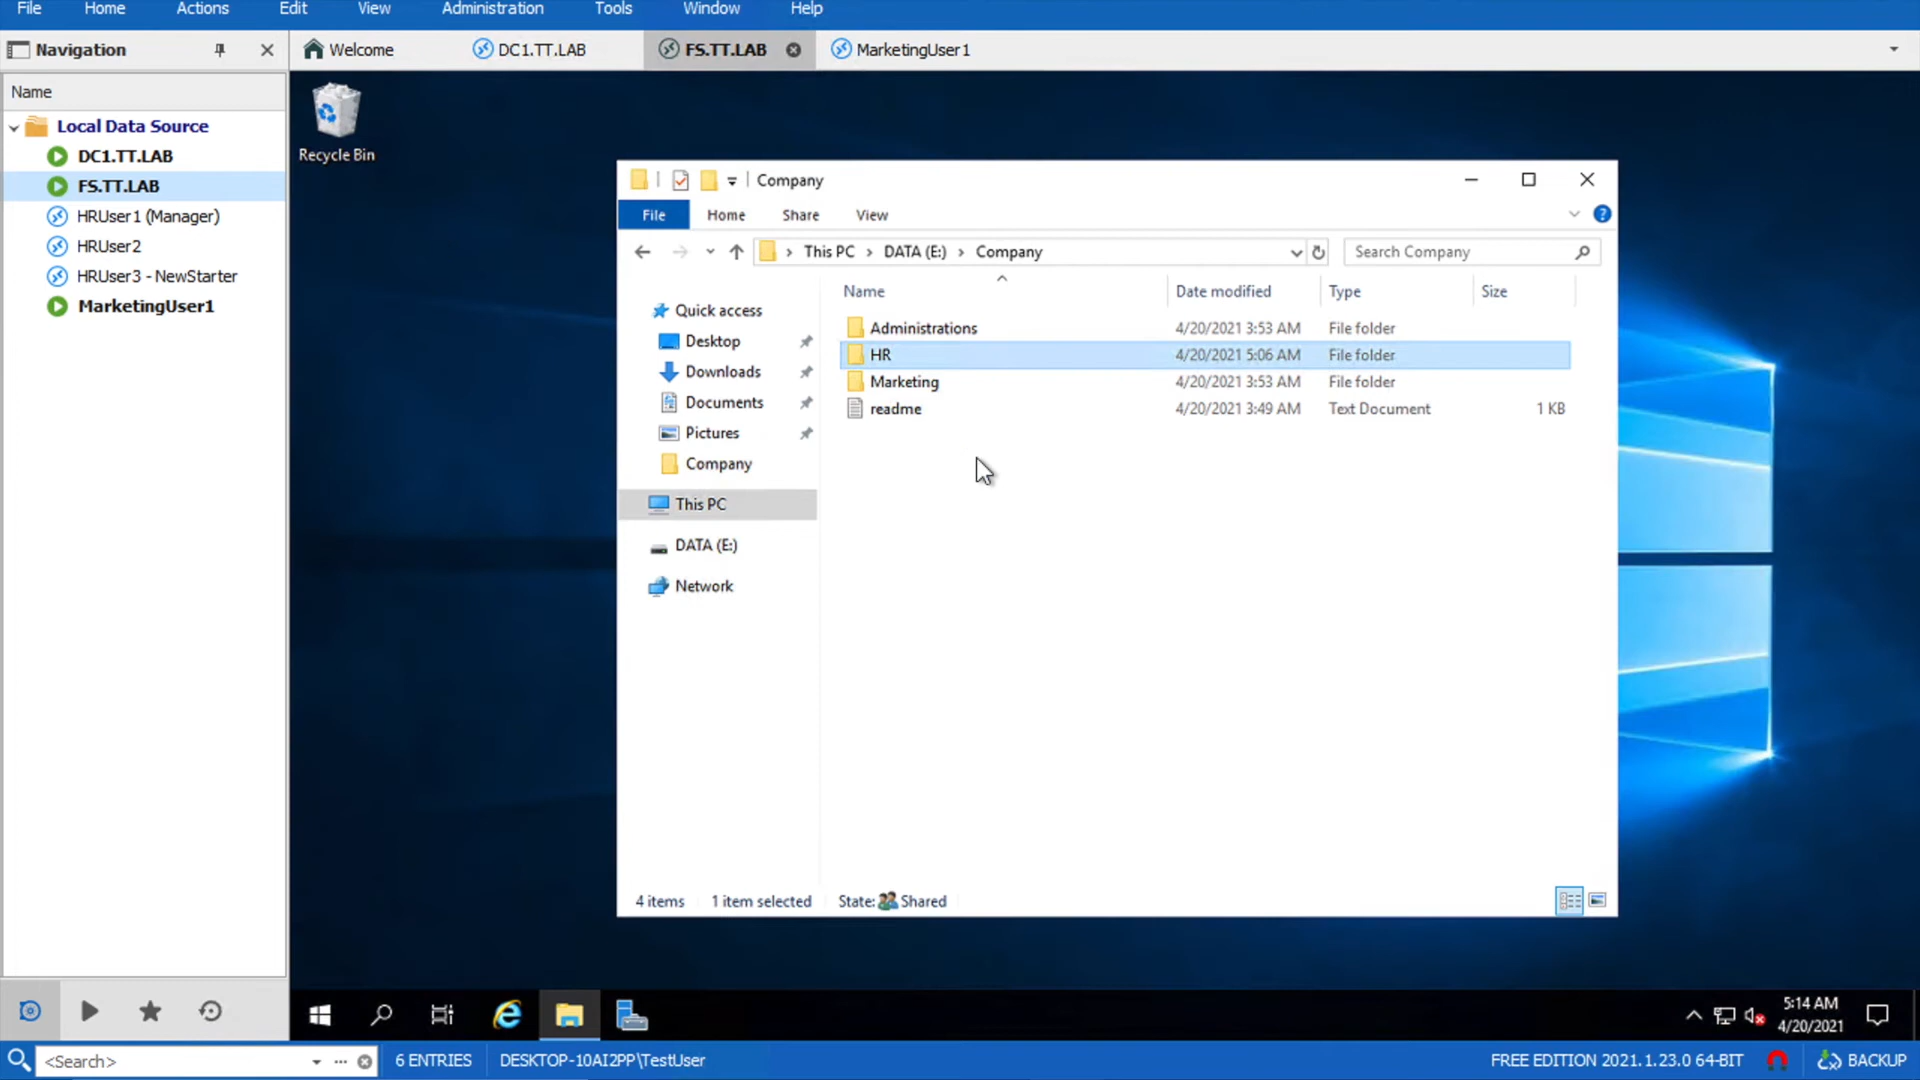 File Home Actions Edit View Administration Tools Window Help
Navigation
Welcome
DC1.TT.LAB
FS.TT.LAB
MarketingUser1
Name
Local Data Source
DC1.TT.LAB
FS.TT.LAB
HRUser1 (Manager)
HRUser2
HRUser3 - NewStarter
MarketingUser1
Recycle Bin
Company
File Home Share View
This PC > DATA (E:) > Company
Search Company
Quick access
Desktop
Downloads
Documents
Pictures
Company
This PC
DATA (E:)
Network
Name Date modified Type Size
Administrations 4/20/2021 3:53 AM File folder
HR 4/20/2021 5:06 AM File folder
Marketing 4/20/2021 3:53 AM File folder
readme 4/20/2021 3:49 AM Text Document 1 KB
4 items 1 item selected State: Shared
5:14 AM
4/20/2021
<Search>
6 ENTRIES
DESKTOP-10AI2PP\TestUser
FREE EDITION 2021.1.23.0 64-BIT
BACKUP